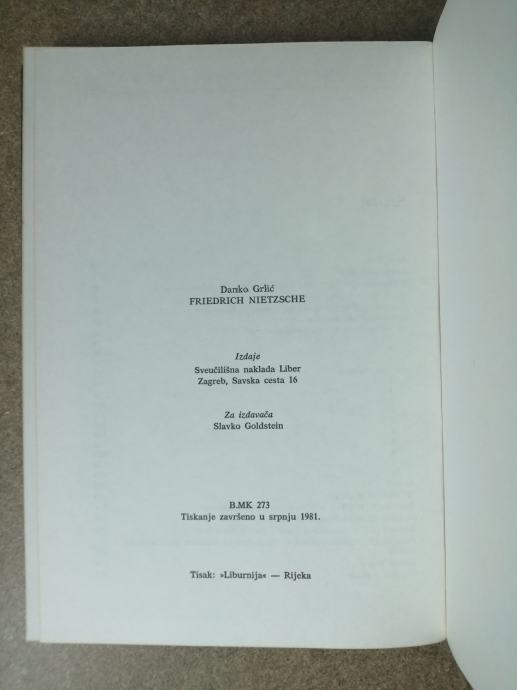 Danko Grlić
FRIEDRICH NIETZSCHE
Izdaje
Sveučilišna naklada Liber
Zagreb, Savska cesta 16
Za izdavača
Slavko Goldstein
B.MK 273
Tiskanje završeno u srpnju 1981.
Tisak: »Liburnija« — Rijeka